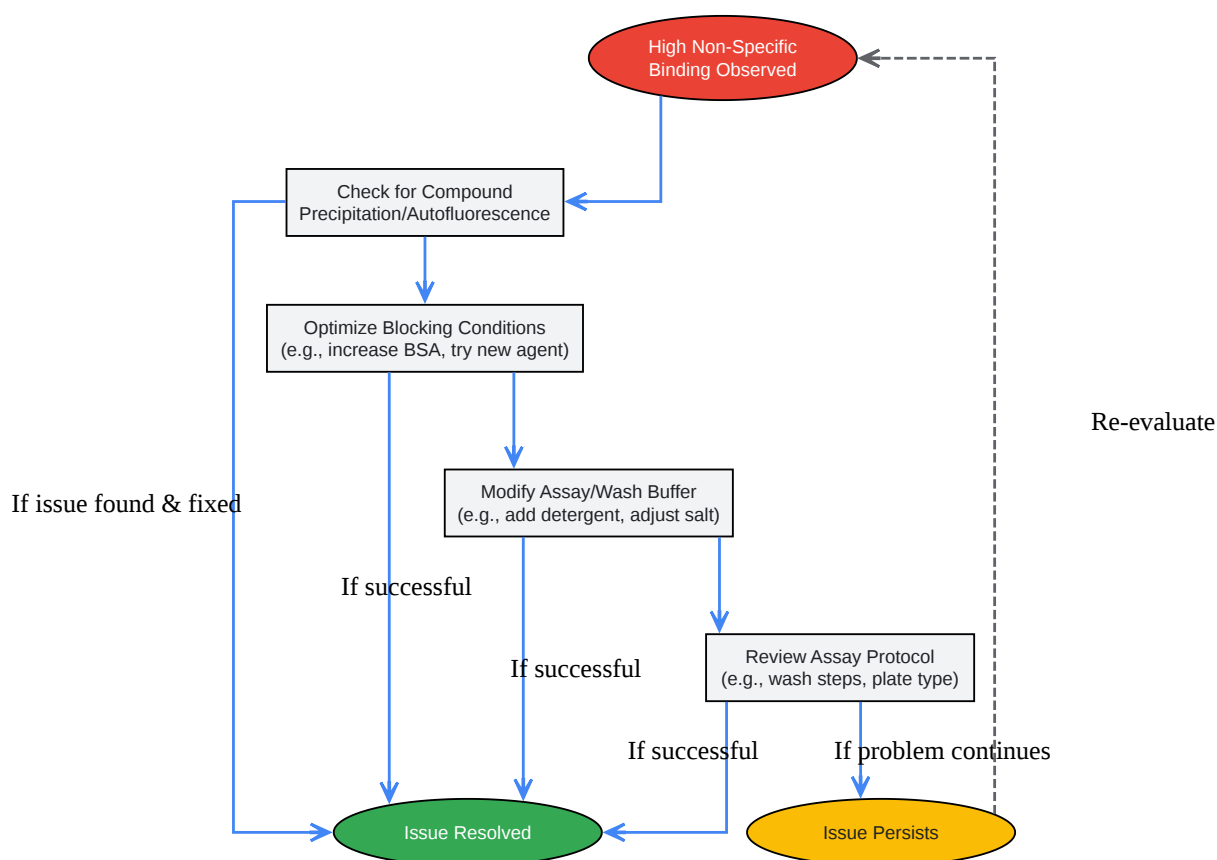 High Non-Specific
Binding Observed
Check for Compound
Precipitation/Autofluorescence
Optimize Blocking Conditions
(e.g., increase BSA, try new agent)
Re-evaluate
Modify Assay/Wash Buffer
(e.g., add detergent, adjust salt)
If issue found & fixed
If successful
If successful
Review Assay Protocol
(e.g., wash steps, plate type)
If successful
If problem continues
Issue Resolved
Issue Persists